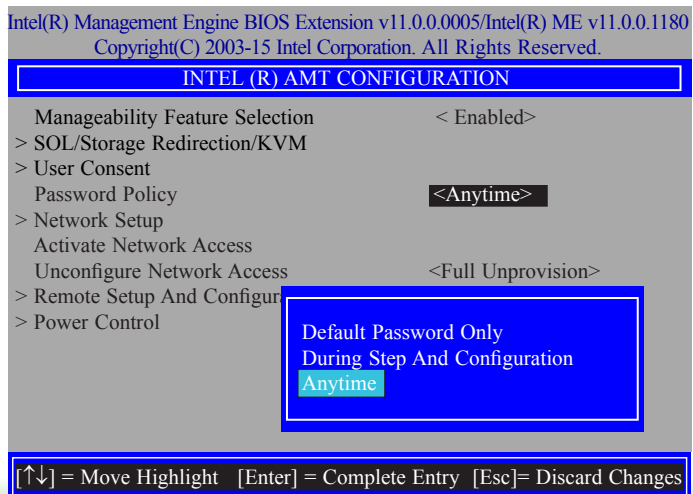 Intel(R) Management Engine BIOS Extension v11.0.0.0005/Intel(R) ME v11.0.0.1180
Copyright(C) 2003-15 Intel Corporation. All Rights Reserved.
INTEL (R) AMT CONFIGURATION
Manageability Feature Selection < Enabled>
> SOL/Storage Redirection/KVM
> User Consent
Password Policy <Anytime>
> Network Setup
Activate Network Access
Unconfigure Network Access <Full Unprovision>
> Remote Setup And Configur
> Power Control
Default Password Only
During Step And Configuration
Anytime
[↑↓] = Move Highlight [Enter] = Complete Entry [Esc]= Discard Changes